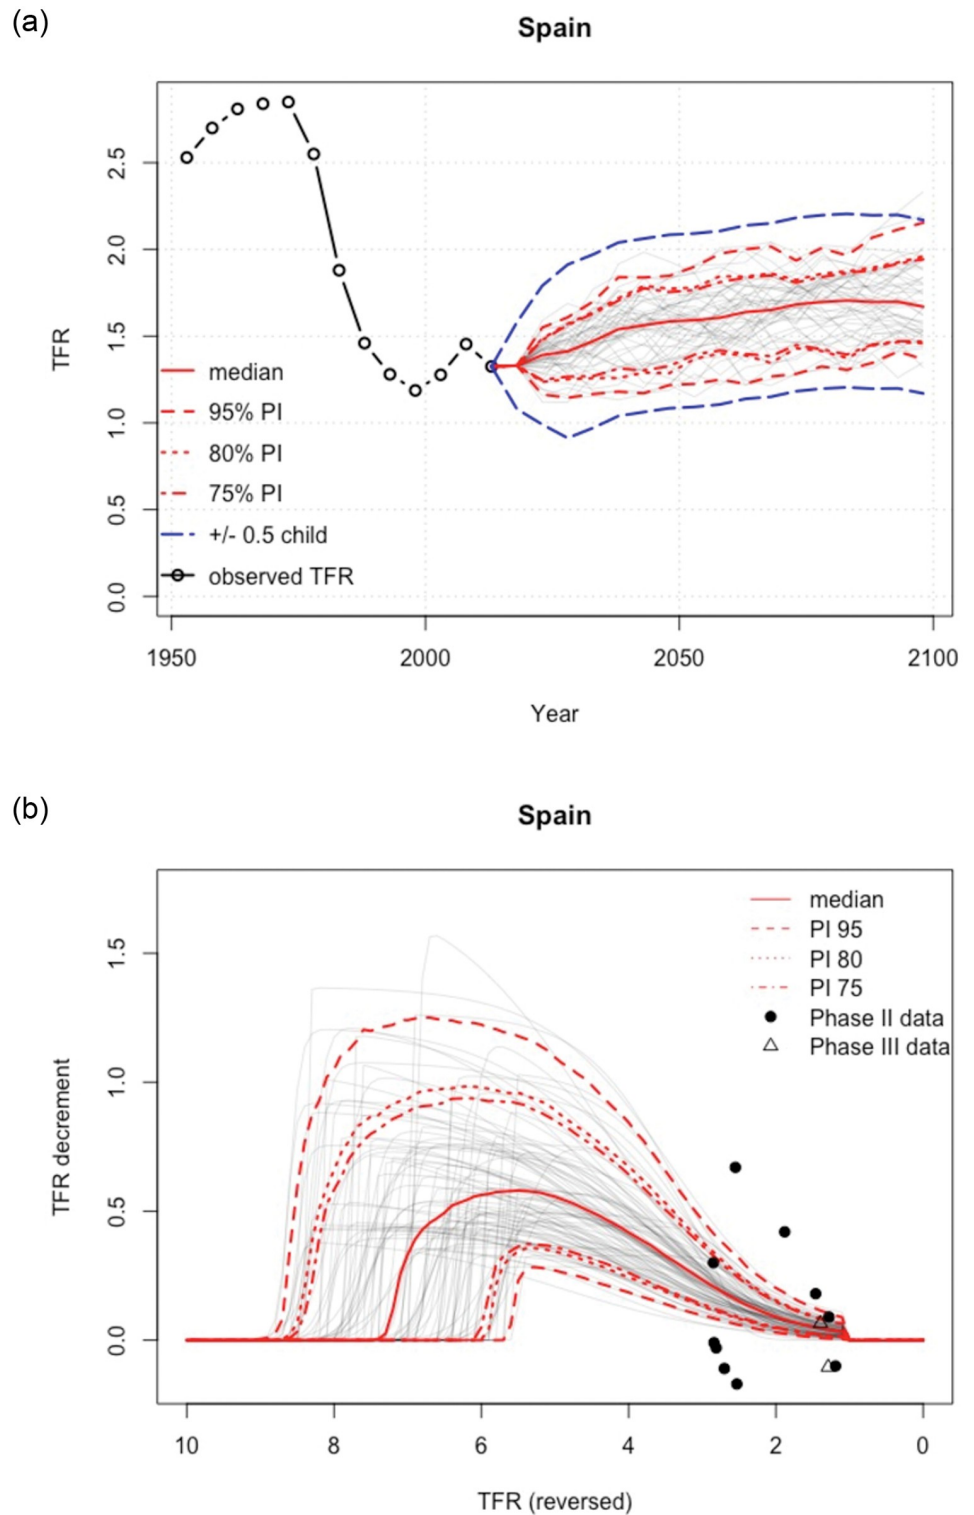 (a)
Spain
TFR
2.5
2.0
1.5
1.0
0.5
0.0
median
95% PI
80% PI
75% PI
+/- 0.5 child
observed TFR
1950 2000 2050 2100
Year
(b)
Spain
TFR decrement
1.5
1.0
0.5
0.0
median
PI 95
PI 80
PI 75
Phase II data
Phase III data
10 8 6 4 2 0
TFR (reversed)